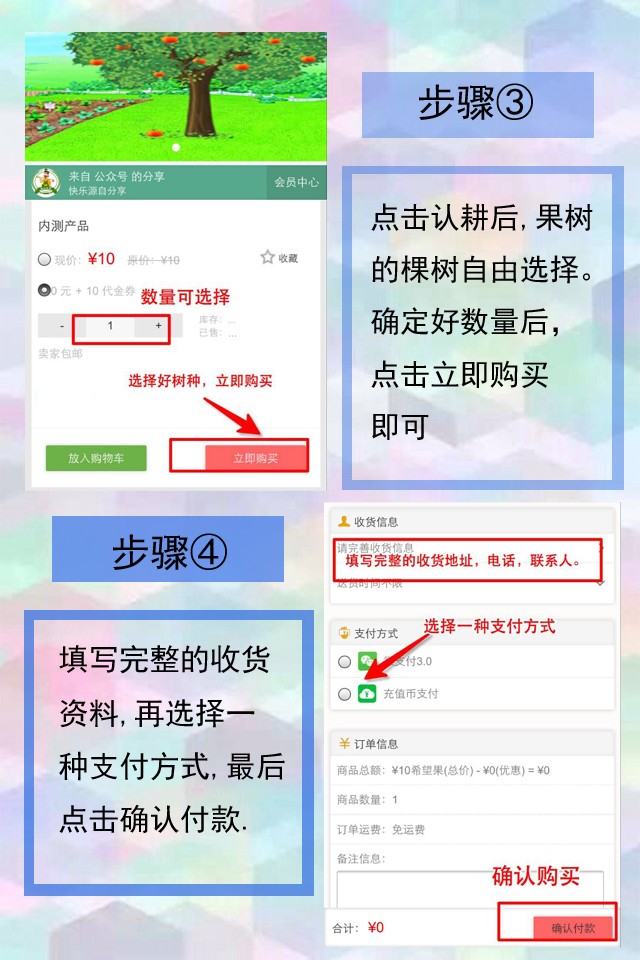 步骤③
来自 公众号 的分享
快乐源自分享
会员中心
内测产品
现价: ¥10 原价: ¥10
收藏
0 元 + 10 代金券
数量可选择
- 1 +
库存: ...
已售: ...
卖家包邮
选择好树种，立即购买
放入购物车
立即购买
点击认耕后,果树
的棵树自由选择。
确定好数量后，
点击立即购买
即可
步骤④
填写完整的收货
资料,再选择一
种支付方式,最后
点击确认付款.
收货信息
请完善收货信息
填写完整的收货地址，电话，联系人。
送货时间不限
支付方式
选择一种支付方式
支付3.0
充值币支付
订单信息
商品总额: ¥10希望果(总价) - ¥0(优惠) = ¥0
商品数量: 1
订单运费: 免运费
备注信息:
确认购买
合计: ¥0
确认付款